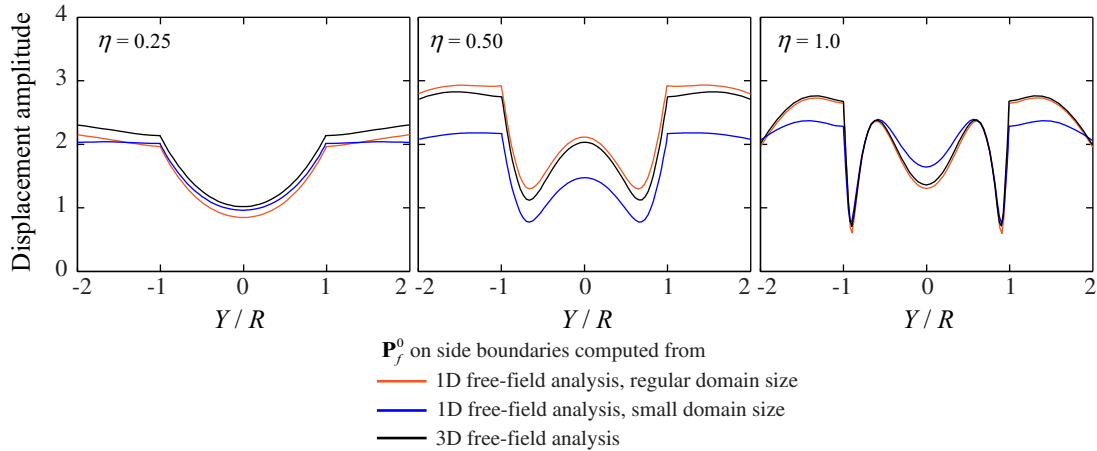 Displacement amplitude
4
3
2
1
0
η = 0.25
η = 0.50
η = 1.0
-2 -1 0 1 2
-2 -1 0 1 2
-2 -1 0 1 2
Y / R
Y / R
Y / R
P_f^0 on side boundaries computed from
1D free-field analysis, regular domain size
1D free-field analysis, small domain size
3D free-field analysis